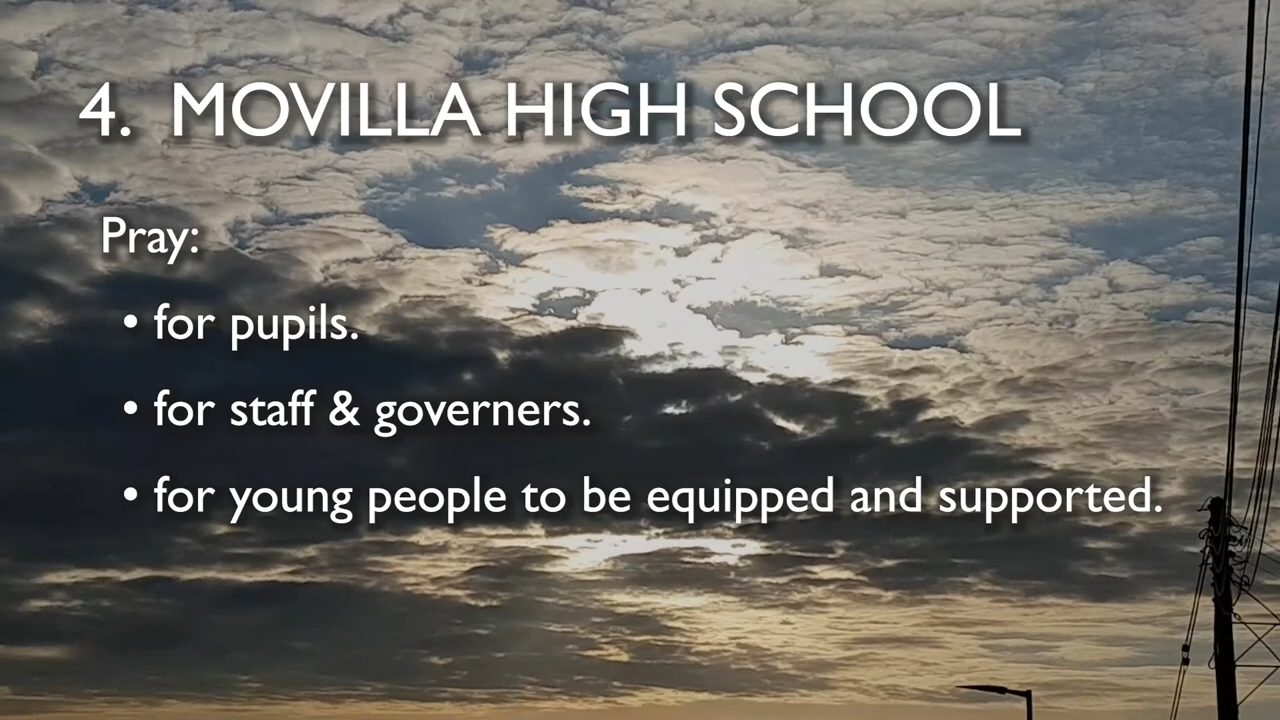 4. MOVILLA HIGH SCHOOL
Pray:
• for pupils.
• for staff & governers.
• for young people to be equipped and supported.